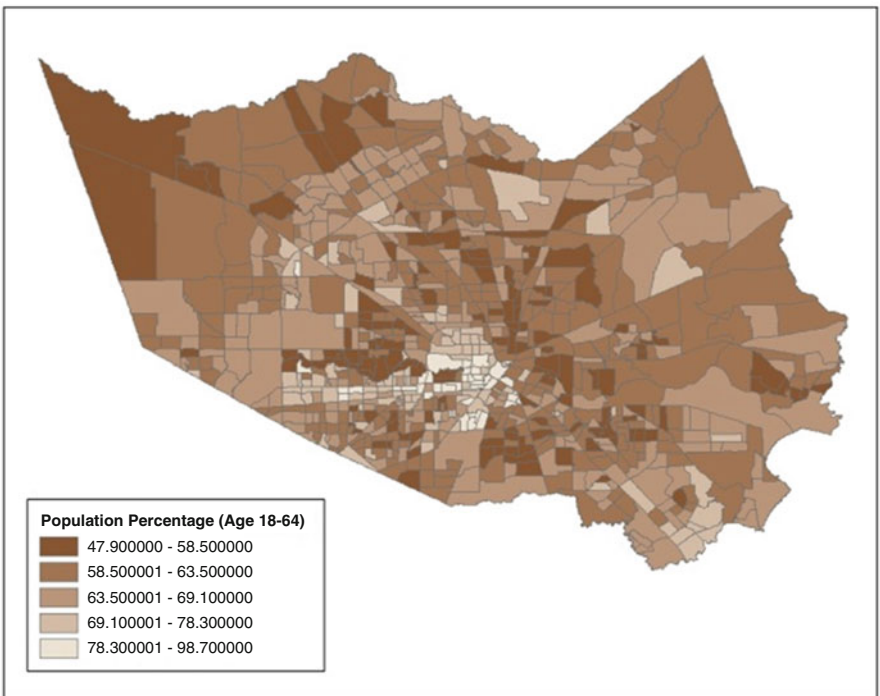 Population Percentage (Age 18-64)
47.900000 - 58.500000
58.500001 - 63.500000
63.500001 - 69.100000
69.100001 - 78.300000
78.300001 - 98.700000